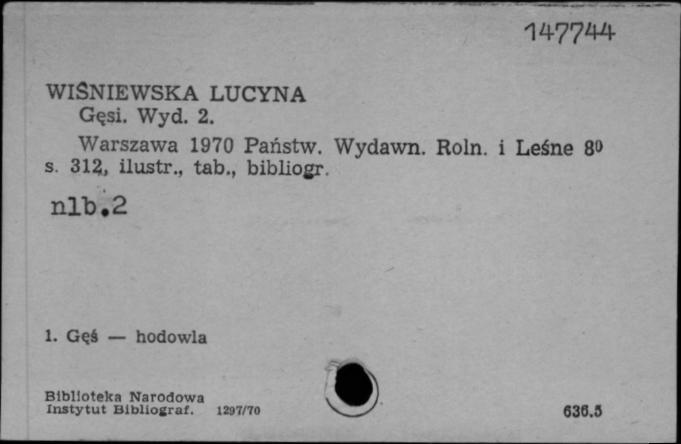 147744
WIŚNIEWSKA LUCYNA
Gęsi. Wyd. 2.
Warszawa 1970 Państw. Wydawn. Roln. i Leśne 8⁰
s. 312, ilustr., tab., bibliogr.
nlb.2
1. Gęś — hodowla
Biblioteka Narodowa
Instytut Bibliograf. 1297/70
636.5